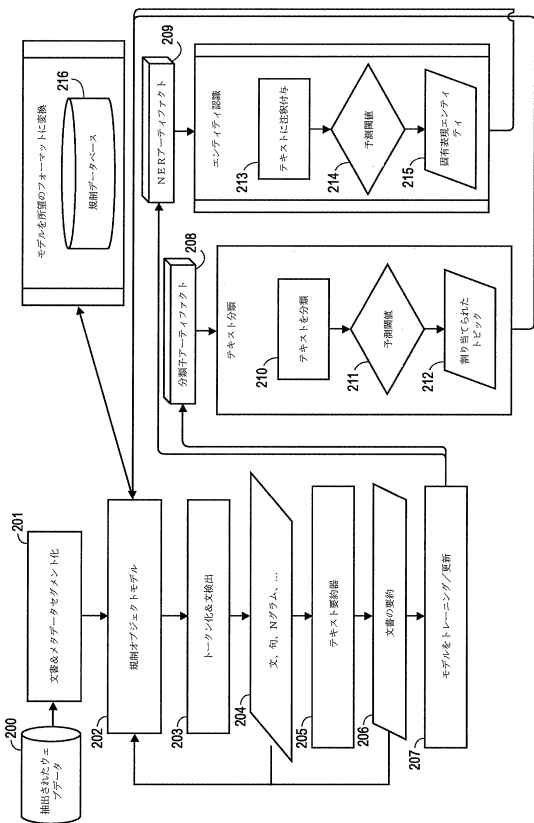 200
抽出されたウェ
ブデータ
201
文書＆メタデータセグメント化
202
規制オブジェクトモデル
203
トークン化＆文検出
204
文、句、Nグラム、...
205
テキスト要約器
206
文書の要約
207
モデルをトレーニング／更新
モデルを所望のフォーマットに変換
216
規制データベース
208
分類子アーティファクト
テキスト分類
210
テキストを分類
211
予測閾値
212
割り当てられた
トピック
209
NERアーティファクト
エンティティ認識
213
テキストに注釈付与
214
予測閾値
215
固有表現エンティ
ティ